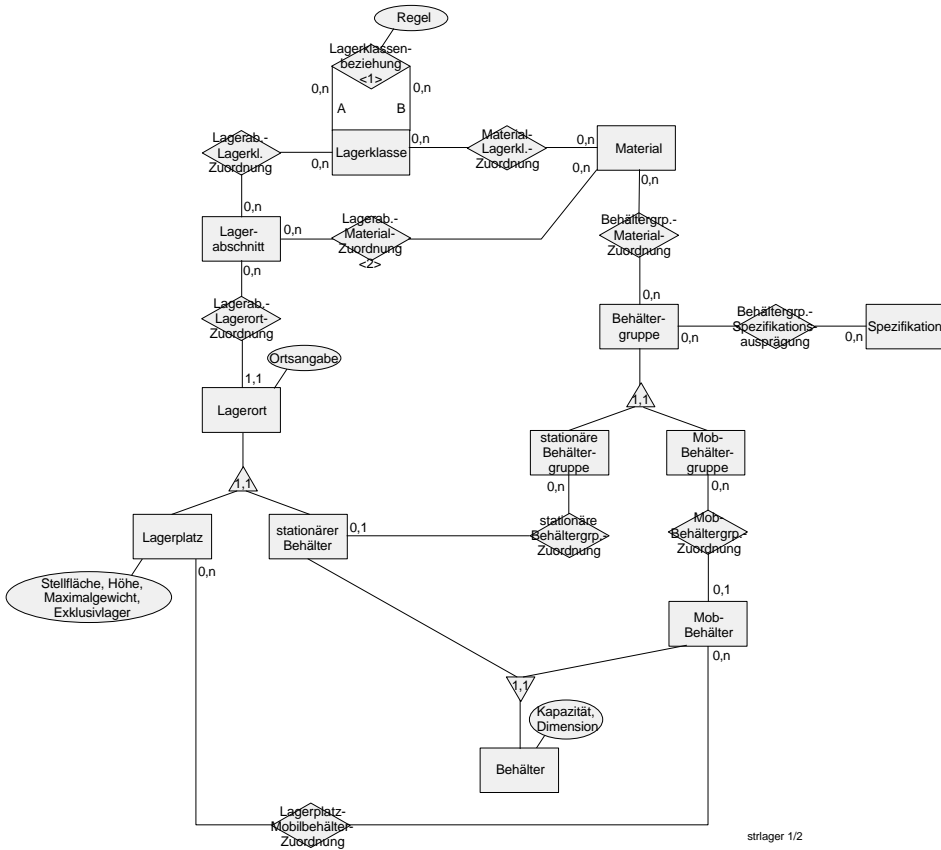 Regel
Lagerklassen-
beziehung
<1>
0,n
0,n
A
B
Lagerab.-
Lagerkl.-
Zuordnung
0,n
Lagerklasse
0,n
Material-
Lagerkl.-
Zuordnung
0,n
Material
0,n
0,n
0,n
Lager-
abschnitt
0,n
Lagerab.-
Material-
Zuordnung
<2>
Behältergrp.-
Material-
Zuordnung
0,n
0,n
Lagerab.-
Lagerort-
Zuordnung
Behälter-
gruppe
0,n
Behältergrp.-
Spezifikations-
ausprägung
0,n
Spezifikation
Ortsangabe
1,1
Lagerort
1,1
stationäre
Behälter-
gruppe
Mob-
Behälter-
gruppe
0,n
0,n
1,1
Lagerplatz
stationärer
Behälter
0,1
stationäre
Behältergrp.-
Zuordnung
Mob-
Behältergrp.-
Zuordnung
0,n
Stellfläche, Höhe,
Maximalgewicht,
Exklusivlager
0,1
Mob-
Behälter
0,n
1,1
Kapazität,
Dimension
Behälter
Lagerplatz-
Mobilbehälter-
Zuordnung
strlager 1/2